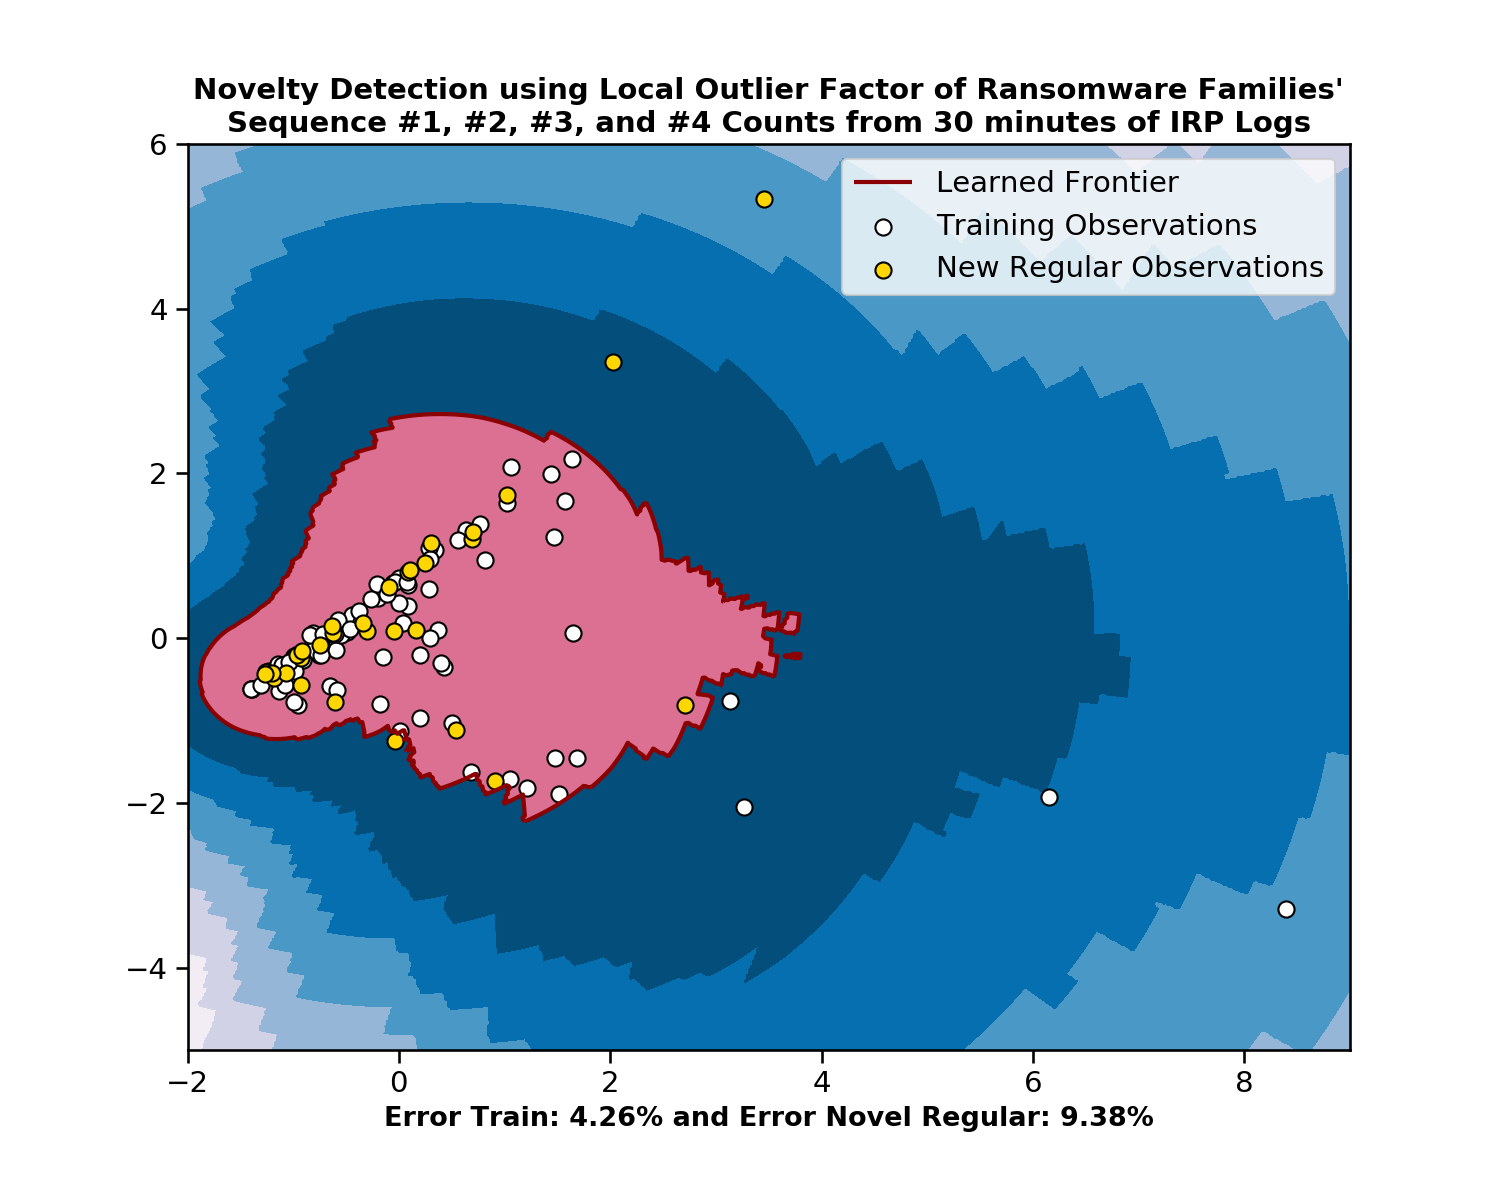 Novelty Detection using Local Outlier Factor of Ransomware Families'
Sequence #1, #2, #3, and #4 Counts from 30 minutes of IRP Logs
6
4
2
0
−2
−4
Learned Frontier
Training Observations
New Regular Observations
−2 0 2 4 6 8
Error Train: 4.26% and Error Novel Regular: 9.38%